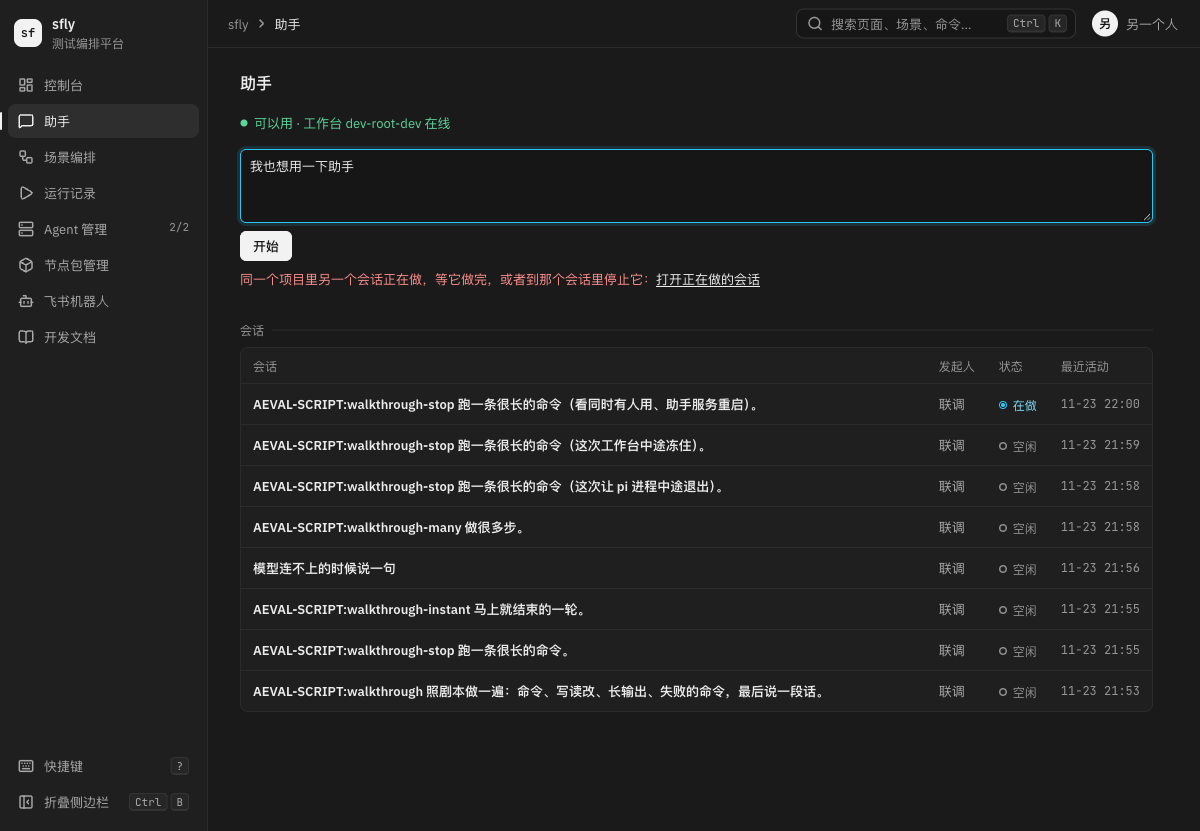 sf
sfly
测试编排平台
控制台
助手
场景编排
运行记录
Agent 管理 2/2
节点包管理
飞书机器人
开发文档
快捷键 ?
折叠侧边栏 Ctrl B
sfly > 助手
搜索页面、场景、命令... Ctrl K
另 另一个人
助手
可以用 · 工作台 dev-root-dev 在线
我也想用一下助手
开始
同一个项目里另一个会话正在做，等它做完，或者到那个会话里停止它：打开正在做的会话
会话
会话 发起人 状态 最近活动
AEVAL-SCRIPT:walkthrough-stop 跑一条很长的命令（看同时有人用、助手服务重启）。 联调 在做 11-23 22:00
AEVAL-SCRIPT:walkthrough-stop 跑一条很长的命令（这次工作台中途冻住）。 联调 空闲 11-23 21:59
AEVAL-SCRIPT:walkthrough-stop 跑一条很长的命令（这次让 pi 进程中途退出）。 联调 空闲 11-23 21:58
AEVAL-SCRIPT:walkthrough-many 做很多步。 联调 空闲 11-23 21:58
模型连不上的时候说一句 联调 空闲 11-23 21:56
AEVAL-SCRIPT:walkthrough-instant 马上就结束的一轮。 联调 空闲 11-23 21:55
AEVAL-SCRIPT:walkthrough-stop 跑一条很长的命令。 联调 空闲 11-23 21:55
AEVAL-SCRIPT:walkthrough 照剧本做一遍：命令、写读改、长输出、失败的命令，最后说一段话。 联调 空闲 11-23 21:53